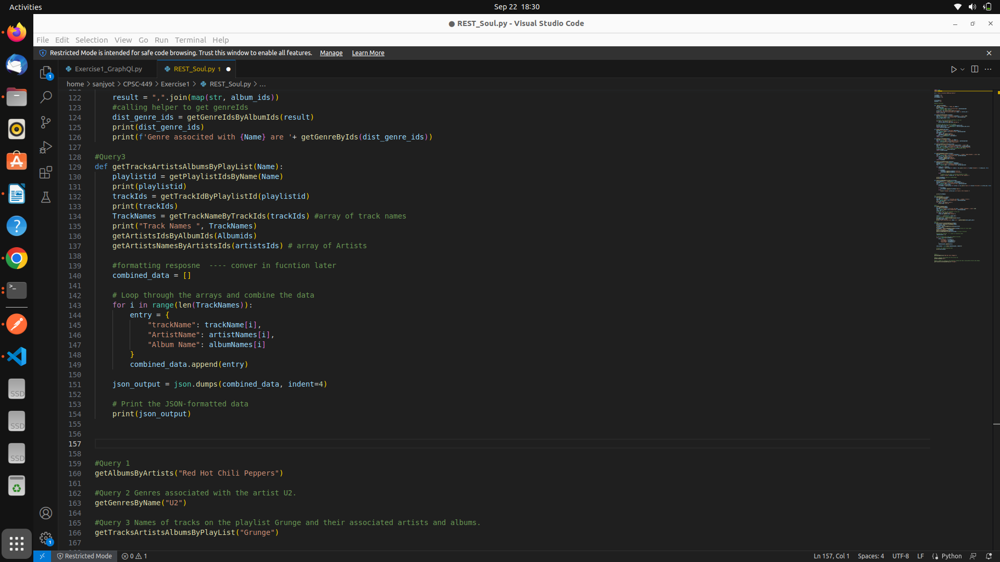 Activities
Sep 22 18:30
● REST_Soul.py - Visual Studio Code
File Edit Selection View Go Run Terminal Help
Restricted Mode is intended for safe code browsing. Trust this window to enable all features. Manage Learn More
Exercise1_GraphQl.py
REST_Soul.py 1
home > sanjyot > CPSC-449 > Exercise1 > REST_Soul.py > ...
122 result = ",".join(map(str, album_ids))
123 #calling helper to get genreIds
124 dist_genre_ids = getGenreIdsByAlbumIds(result)
125 print(dist_genre_ids)
126 print(f'Genre associted with {Name} are '+ getGenreByIds(dist_genre_ids))
127
128 #Query3
129 def getTracksArtistsAlbumsByPlayList(Name):
130 playlistid = getPlaylistIdsByName(Name)
131 print(playlistid)
132 trackIds = getTrackIdByPlaylistId(playlistid)
133 print(trackIds)
134 TrackNames = getTrackNameByTrackIds(trackIds) #array of track names
135 print("Track Names ", TrackNames)
136 getArtistsIdsByAlbumIds(Albumids)
137 getArtistsNamesByArtistsIds(artistsIds) # array of Artists
138
139 #formatting resposne  ---- conver in fucntion later
140 combined_data = []
141
142 # Loop through the arrays and combine the data
143 for i in range(len(TrackNames)):
144 entry = {
145 "trackName": trackName[i],
146 "ArtistName": artistNames[i],
147 "Album Name": albumNames[i]
148 }
149 combined_data.append(entry)
150
151 json_output = json.dumps(combined_data, indent=4)
152
153 # Print the JSON-formatted data
154 print(json_output)
155
156
157
158
159 #Query 1
160 getAlbumsByArtists("Red Hot Chili Peppers")
161
162 #Query 2 Genres associated with the artist U2.
163 getGenresByName("U2")
164
165 #Query 3 Names of tracks on the playlist Grunge and their associated artists and albums.
166 getTracksArtistsAlbumsByPlayList("Grunge")
167
SSD
SSD
SSD
1
1
Restricted Mode 0 1 Ln 157, Col 1 Spaces: 4 UTF-8 LF Python